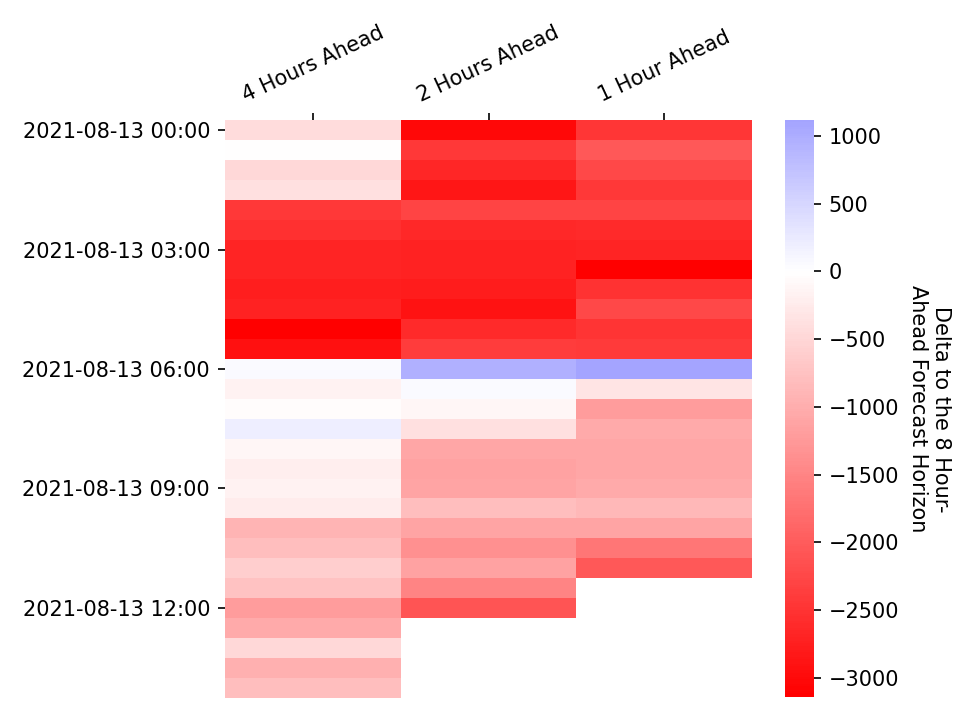 4 Hours Ahead
2 Hours Ahead
1 Hour Ahead
2021-08-13 00:00
2021-08-13 03:00
2021-08-13 06:00
2021-08-13 09:00
2021-08-13 12:00
1000
500
0
−500
−1000
−1500
−2000
−2500
−3000
Delta to the 8 Hour-
Ahead Forecast Horizon